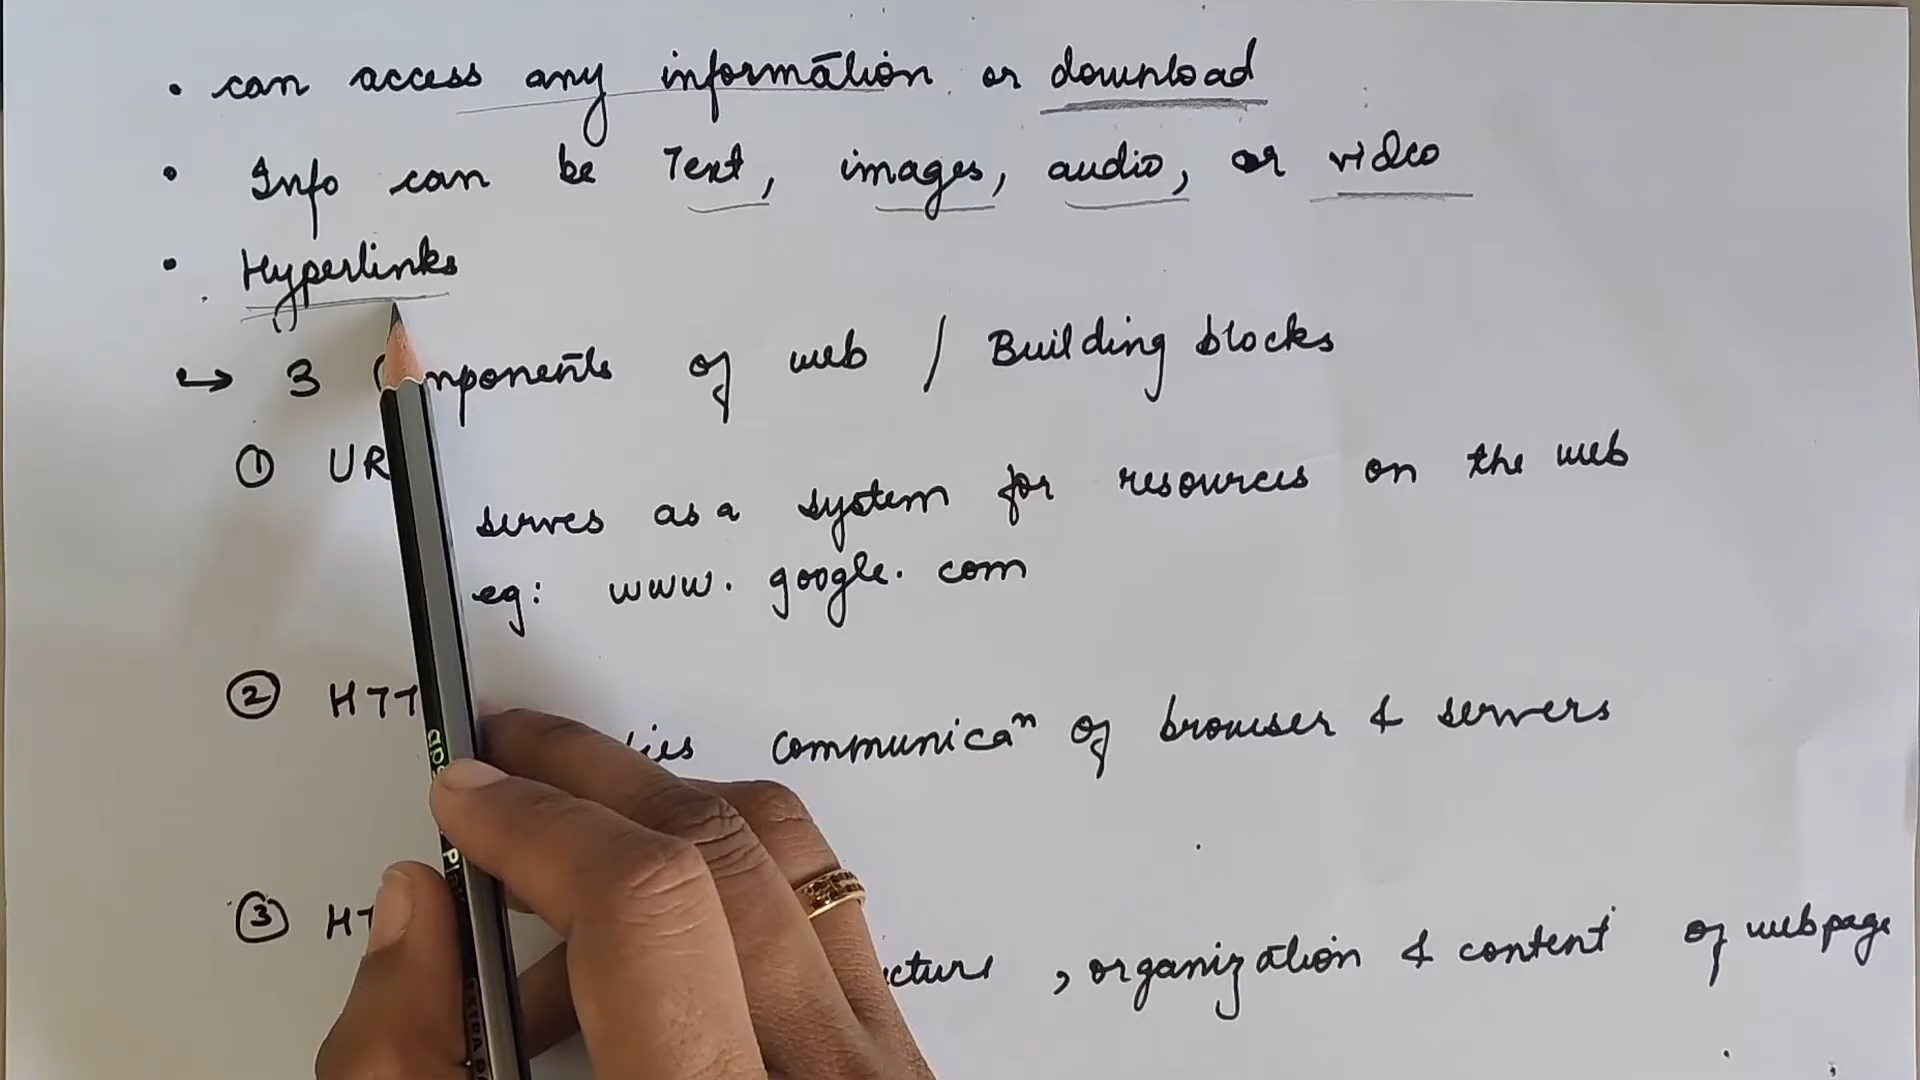 • can access any information or download
• Info can be Text, images, audio, or video
• Hyperlinks
↪ 3 Components of web / Building blocks
① UR
serves as a system for resources on the web
eg: www.google.com
② HTT
communicaⁿ of browser & servers
③ HT
, organization & content of webpage